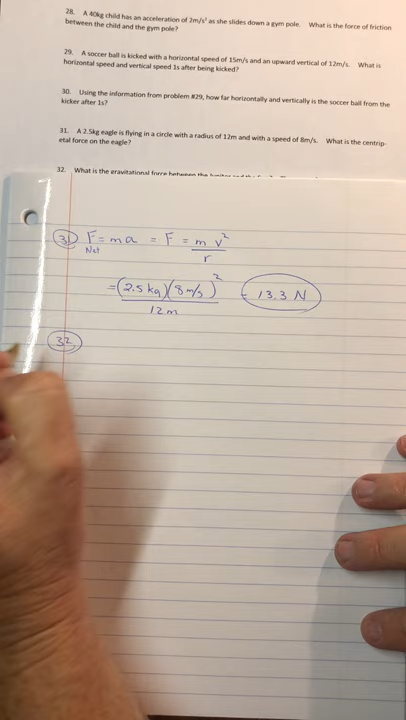 28. A 40kg child has an acceleration of 2m/s² as she slides down a gym pole. What is the force of friction
between the child and the gym pole?
29. A soccer ball is kicked with a horizontal speed of 15m/s and an upward vertical of 12m/s. What is
horizontal speed and vertical speed 1s after being kicked?
30. Using the information from problem #29, how far horizontally and vertically is the soccer ball from the
kicker after 1s?
31. A 2.5kg eagle is flying in a circle with a radius of 12m and with a speed of 8m/s. What is the centrip-
etal force on the eagle?
32. What is the gravitational force between the
31) F = ma = F = m v²
Net r
= (2.5 kg)(8 m/s)² = 13.3 N
12m
32.